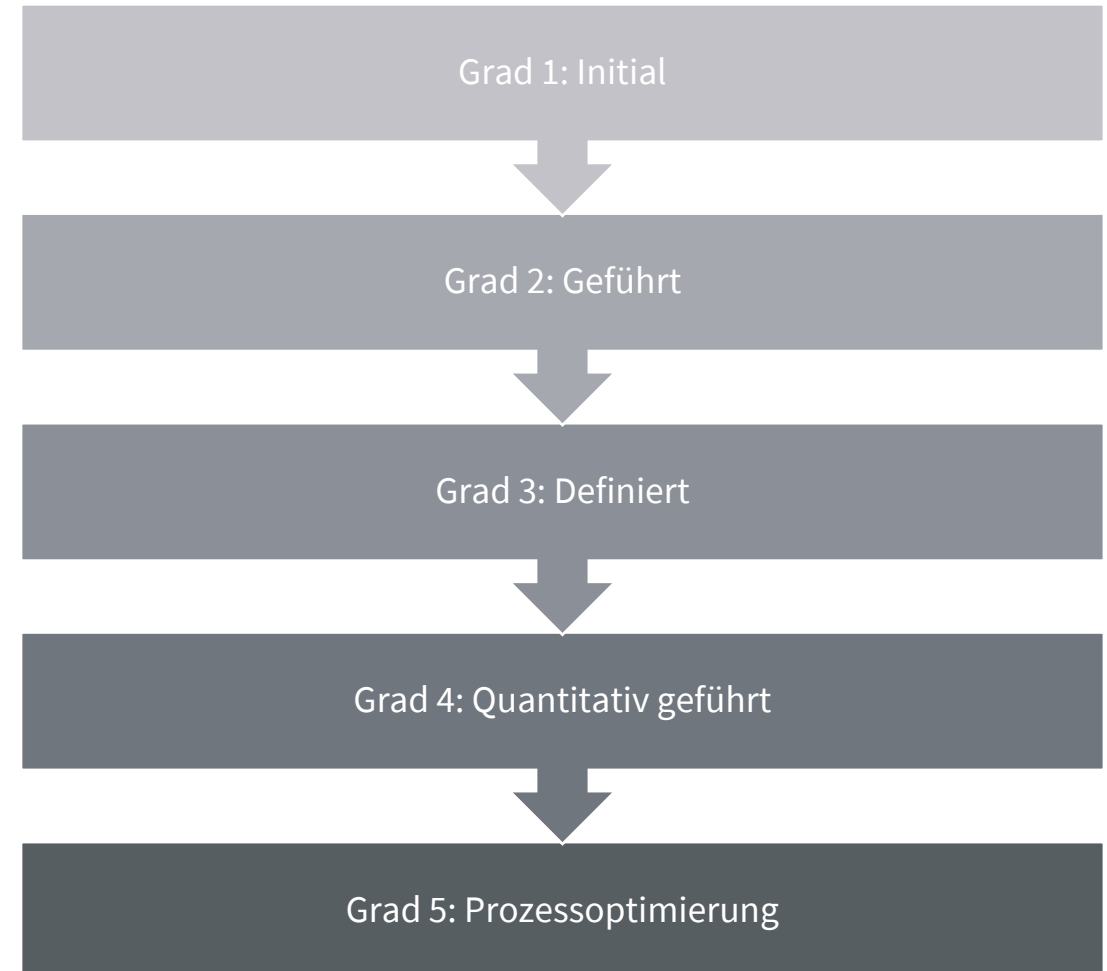 Grad 1: Initial
Grad 2: Geführt
Grad 3: Definiert
Grad 4: Quantitativ geführt
Grad 5: Prozessoptimierung